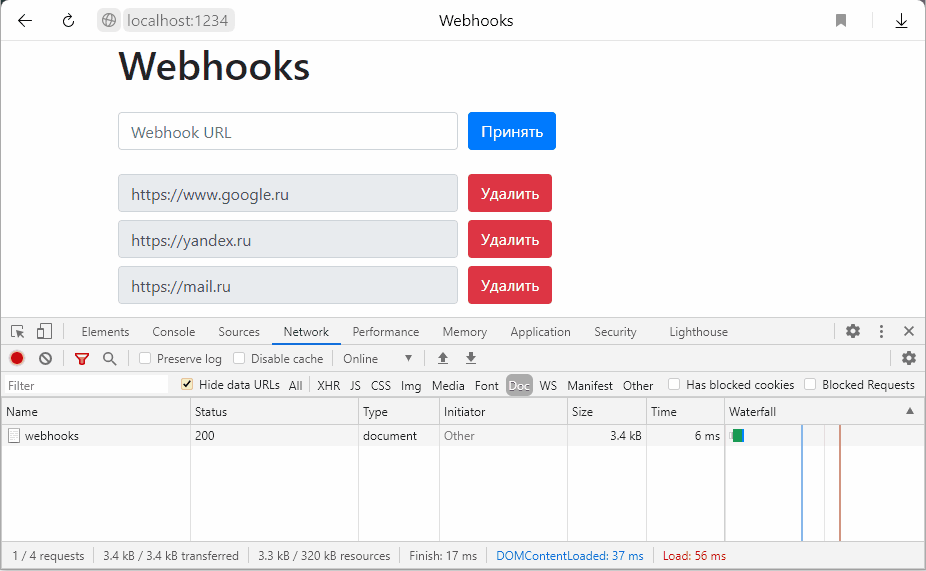 localhost:1234 Webhooks
Webhooks
Webhook URL Принять
https://www.google.ru Удалить
https://yandex.ru Удалить
https://mail.ru Удалить
Elements Console Sources Network Performance Memory Application Security Lighthouse
Preserve log Disable cache Online
Filter Hide data URLs All XHR JS CSS Img Media Font Doc WS Manifest Other Has blocked cookies Blocked Requests
Name Status Type Initiator Size Time Waterfall
webhooks 200 document Other 3.4 kB 6 ms
1 / 4 requests 3.4 kB / 3.4 kB transferred 3.3 kB / 320 kB resources Finish: 17 ms DOMContentLoaded: 37 ms Load: 56 ms